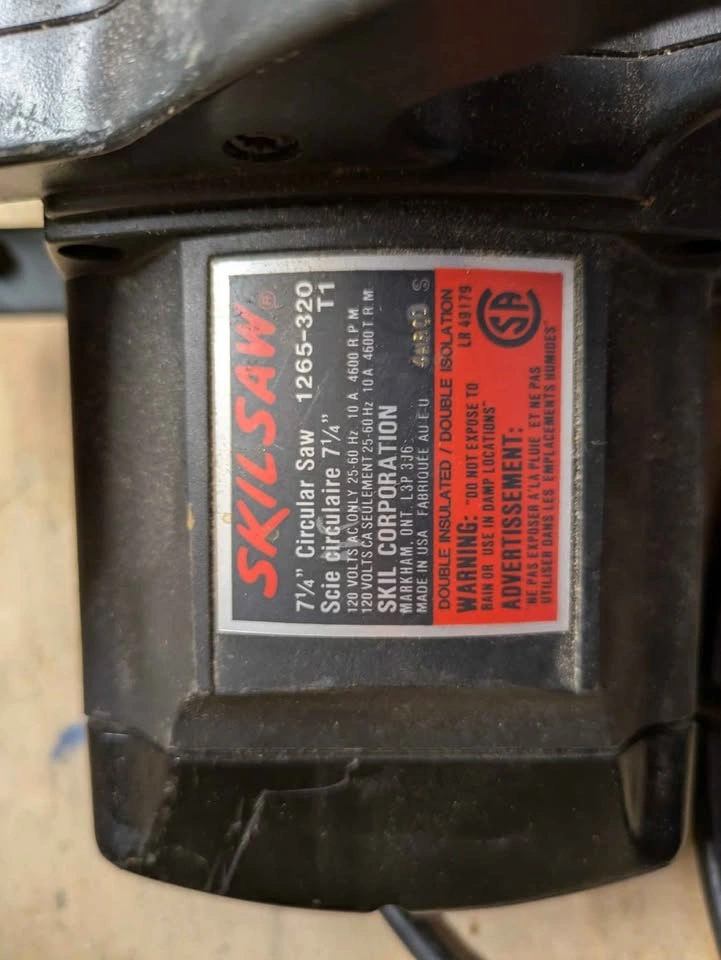 SKILSAW®
7¼" Circular Saw 1265-320
Scie circulaire 7¼" T1
120 VOLTS AC ONLY 25-60 Hz 10 A 4600 R P M
120 VOLTS CA SEULEMENT 25-60 Hz 10 A 4600 T R M
SKIL CORPORATION
MARKHAM, ONT. L3P 3J6
MADE IN USA FABRIQUÉE AU E U S
DOUBLE INSULATED / DOUBLE ISOLATION
WARNING: "DO NOT EXPOSE TO
RAIN OR USE IN DAMP LOCATIONS"
LR 49179
SA
ADVERTISSEMENT:
"NE PAS EXPOSER À LA PLUIE ET NE PAS
UTILISER DANS LES EMPLACEMENTS HUMIDES"